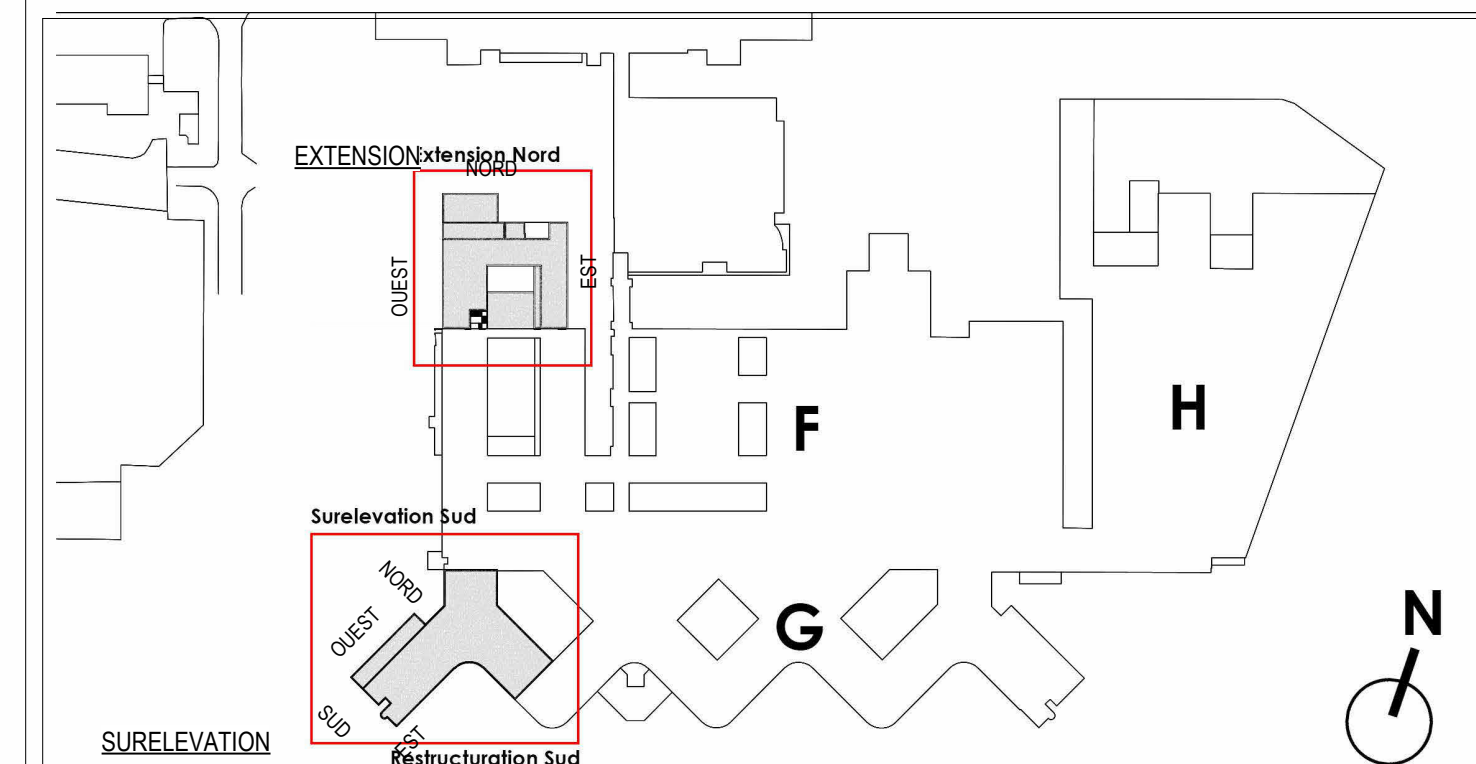 EXTENSION
Extension Nord
NORD
OUEST
EST
F
H
Surelevation Sud
NORD
OUEST
G
N
SUD
EST
SURELEVATION
Restructuration Sud